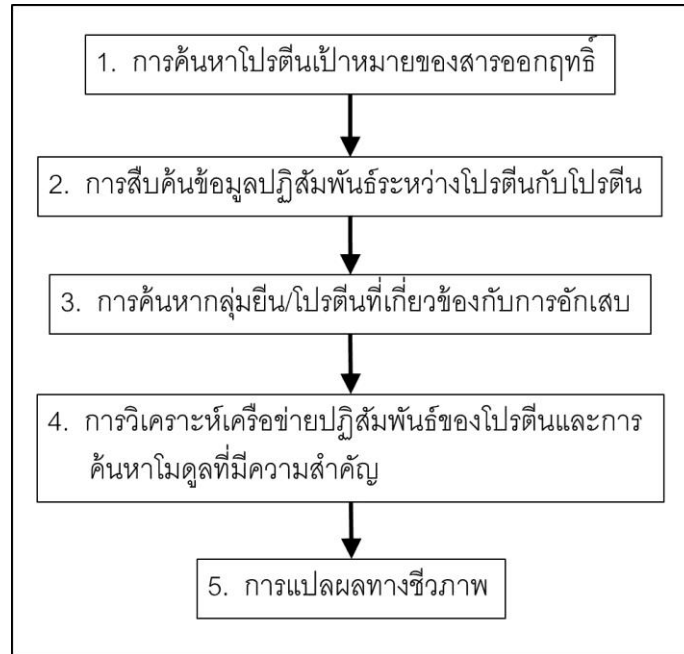 1. การค้นหาโปรตีนเป้าหมายของสารออกฤทธิ์
2. การสืบค้นข้อมูลปฏิสัมพันธ์ระหว่างโปรตีนกับโปรตีน
3. การค้นหากลุ่มยีน/โปรตีนที่เกี่ยวข้องกับการอักเสบ
4. การวิเคราะห์เครือข่ายปฏิสัมพันธ์ของโปรตีนและการ
ค้นหาโมดูลที่มีความสำคัญ
5. การแปลผลทางชีวภาพ